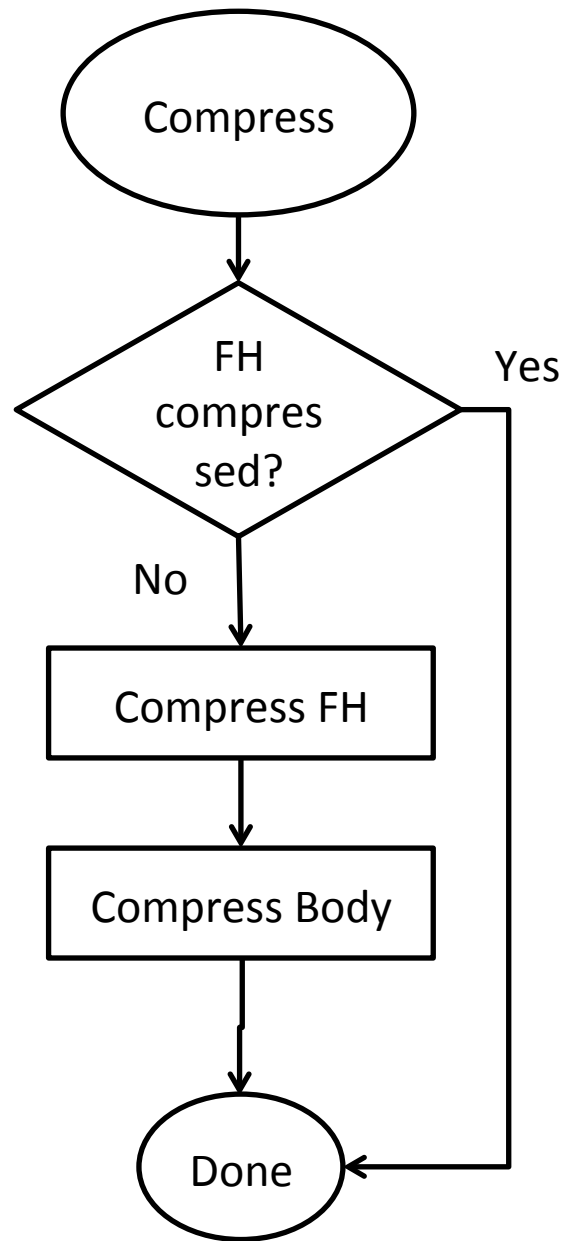 Compress
FH
compres
sed?
Yes
No
Compress FH
Compress Body
Done